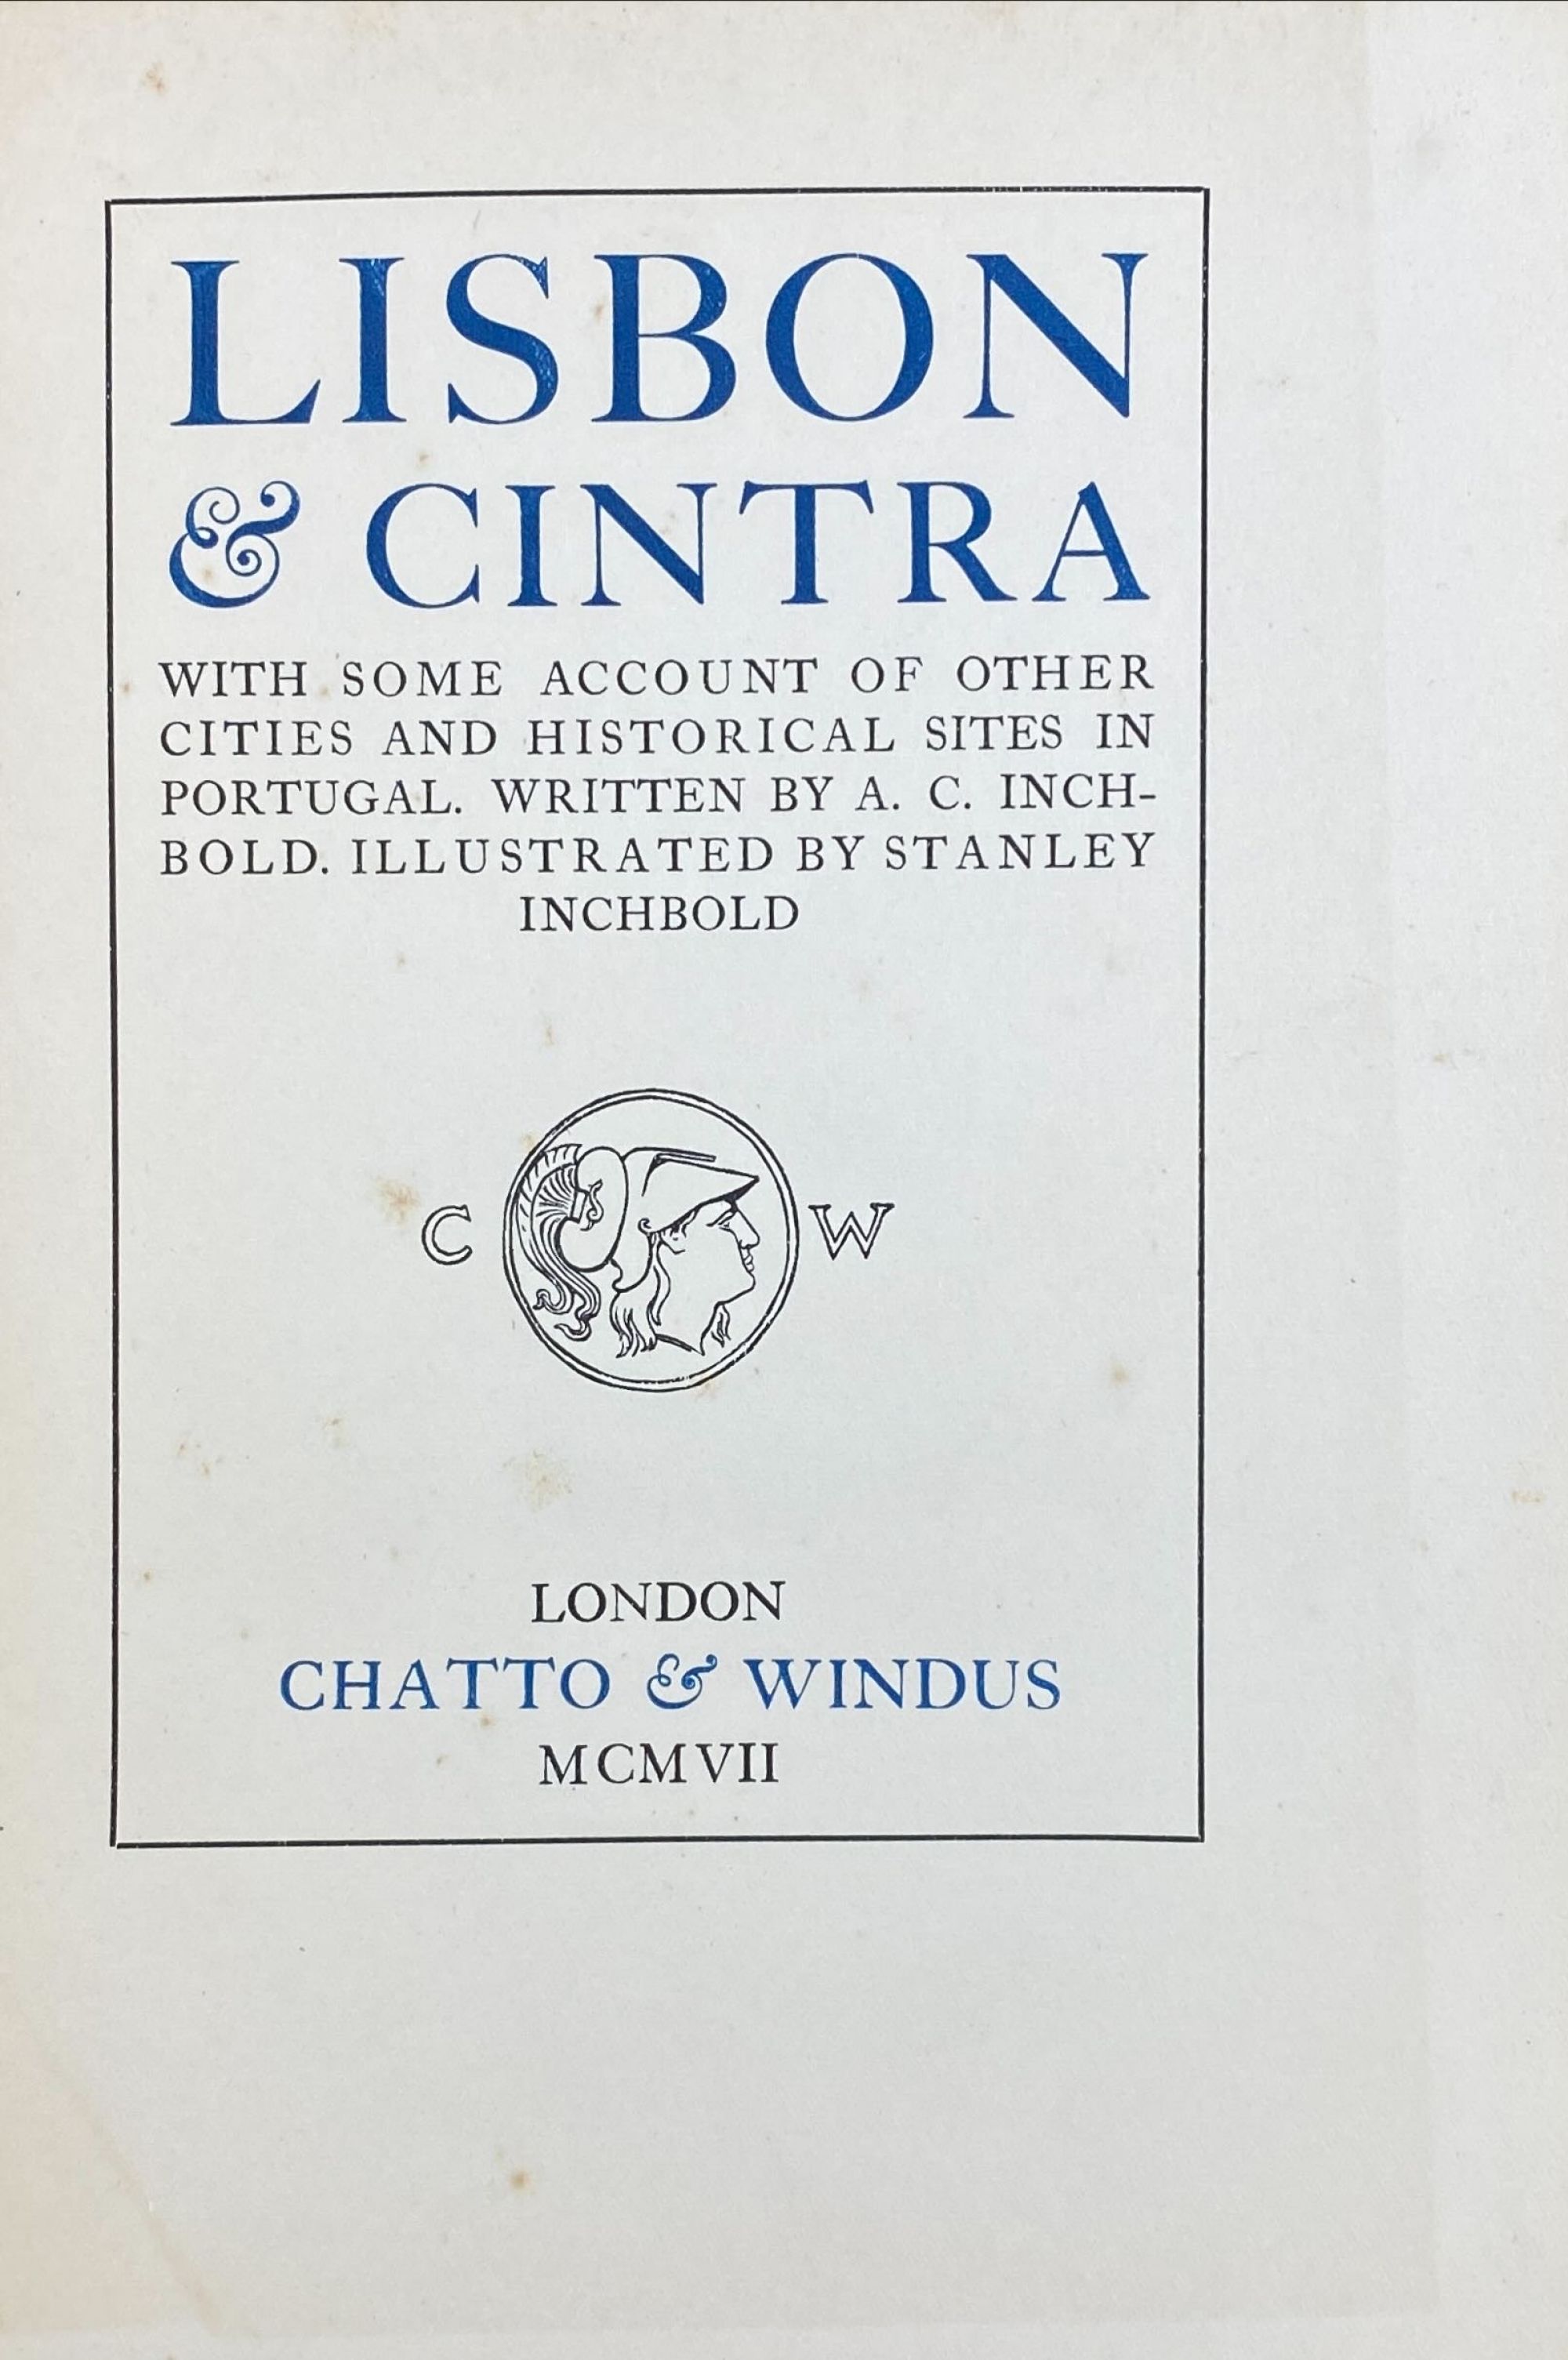 LISBON
& CINTRA
WITH SOME ACCOUNT OF OTHER
CITIES AND HISTORICAL SITES IN
PORTUGAL. WRITTEN BY A. C. INCH-
BOLD. ILLUSTRATED BY STANLEY
INCHBOLD
C W
LONDON
CHATTO & WINDUS
MCMVII